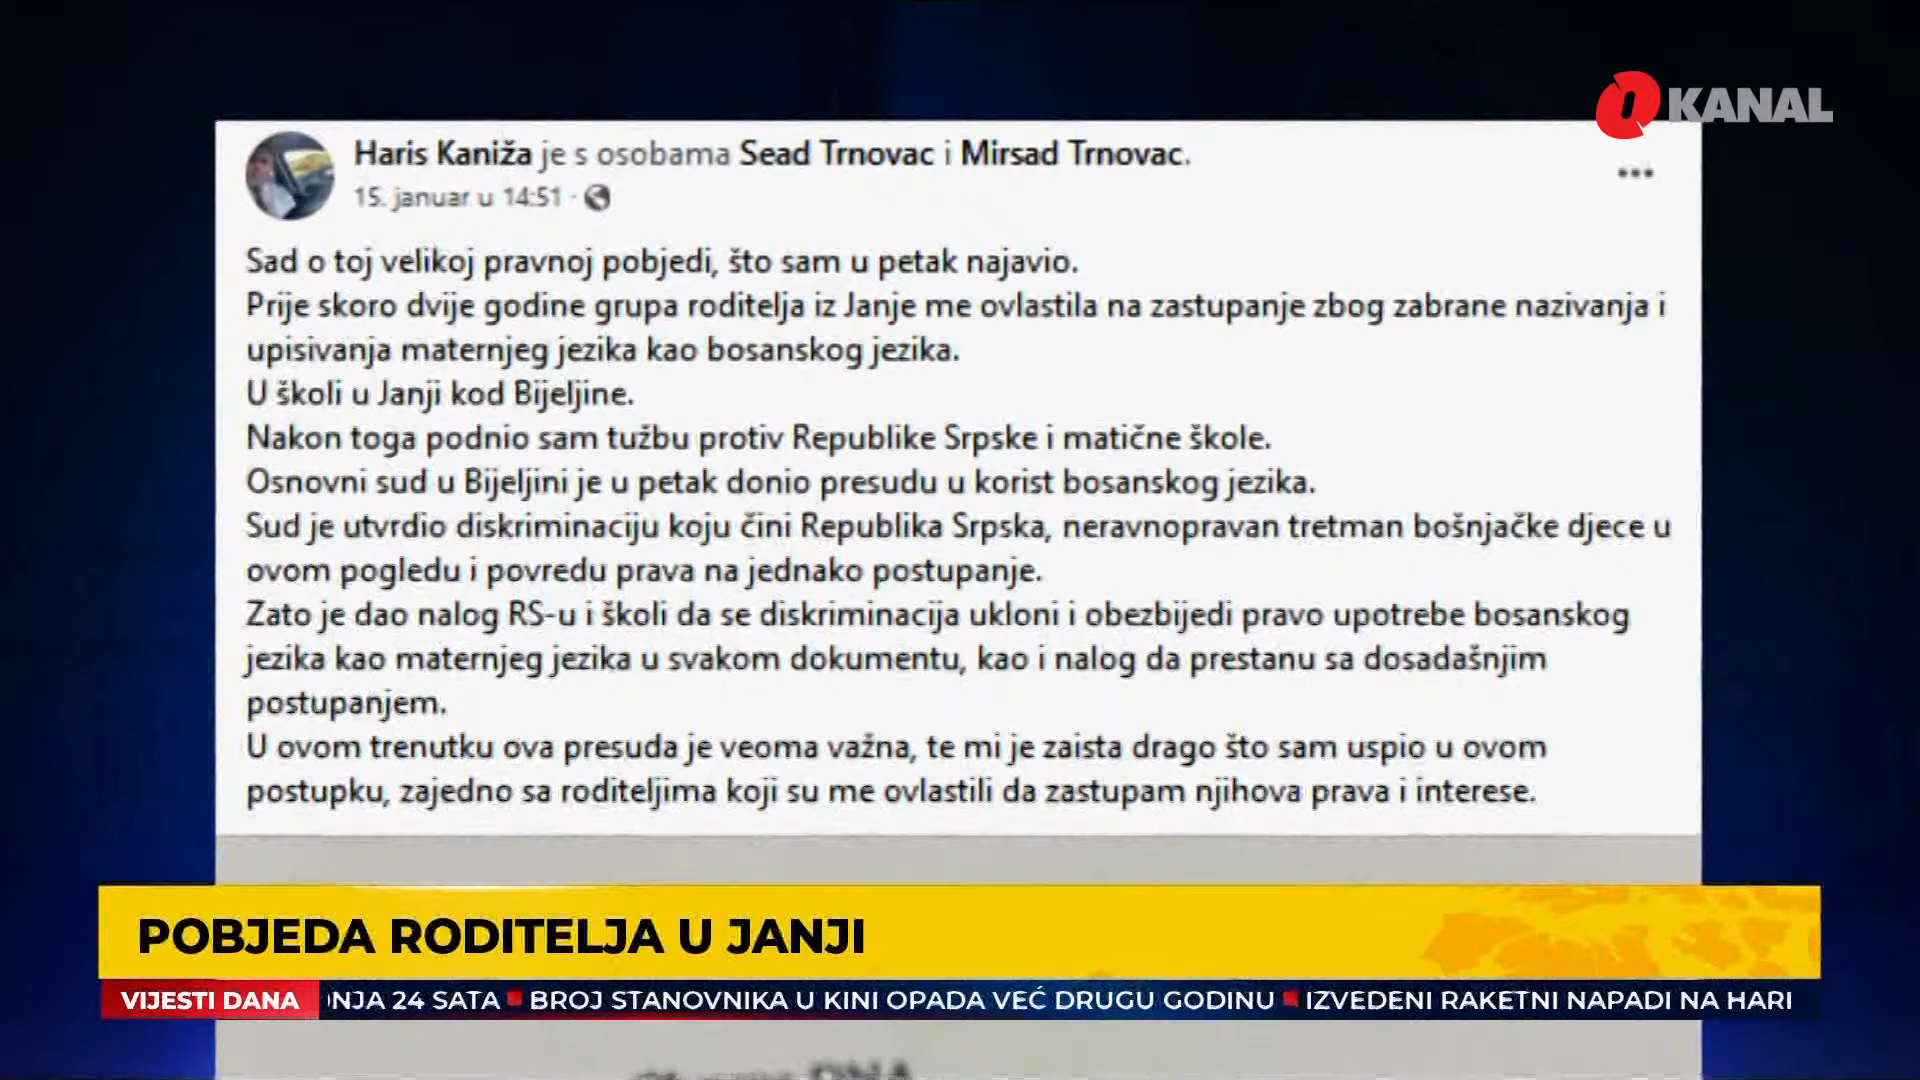 O KANAL
Haris Kaniža je s osobama Sead Trnovac i Mirsad Trnovac.
15. januar u 14:51 ·
Sad o toj velikoj pravnoj pobjedi, što sam u petak najavio.
Prije skoro dvije godine grupa roditelja iz Janje me ovlastila na zastupanje zbog zabrane nazivanja i
upisivanja maternjeg jezika kao bosanskog jezika.
U školi u Janji kod Bijeljine.
Nakon toga podnio sam tužbu protiv Republike Srpske i matične škole.
Osnovni sud u Bijeljini je u petak donio presudu u korist bosanskog jezika.
Sud je utvrdio diskriminaciju koju čini Republika Srpska, neravnopravan tretman bošnjačke djece u
ovom pogledu i povredu prava na jednako postupanje.
Zato je dao nalog RS-u i školi da se diskriminacija ukloni i obezbijedi pravo upotrebe bosanskog
jezika kao maternjeg jezika u svakom dokumentu, kao i nalog da prestanu sa dosadašnjim
postupanjem.
U ovom trenutku ova presuda je veoma važna, te mi je zaista drago što sam uspio u ovom
postupku, zajedno sa roditeljima koji su me ovlastili da zastupam njihova prava i interese.
POBJEDA RODITELJA U JANJI
VIJESTI DANA NJA 24 SATA ■ BROJ STANOVNIKA U KINI OPADA VEĆ DRUGU GODINU ■ IZVEDENI RAKETNI NAPADI NA HARI